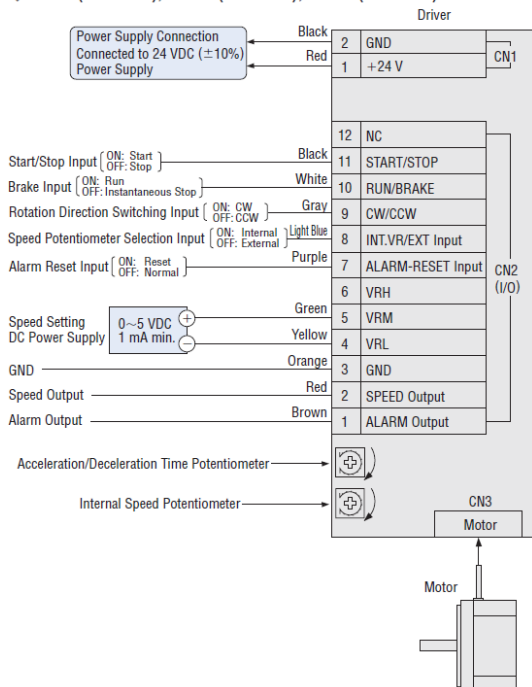 Driver
Power Supply Connection
Connected to 24 VDC (±10%)
Power Supply
Black
Red
2 GND
1 +24 V
CN1
12 NC
Start/Stop Input [ON: Start OFF: Stop] Black 11 START/STOP
Brake Input [ON: Run OFF: Instantaneous Stop] White 10 RUN/BRAKE
Rotation Direction Switching Input [ON: CW OFF: CCW] Gray 9 CW/CCW
Speed Potentiometer Selection Input [ON: Internal OFF: External] Light Blue 8 INT.VR/EXT Input
Alarm Reset Input [ON: Reset OFF: Normal] Purple 7 ALARM-RESET Input
CN2
(I/O)
6 VRH
Speed Setting
DC Power Supply
0~5 VDC
1 mA min.
+
−
Green 5 VRM
Yellow 4 VRL
GND Orange 3 GND
Speed Output Red 2 SPEED Output
Alarm Output Brown 1 ALARM Output
Acceleration/Deceleration Time Potentiometer
Internal Speed Potentiometer
CN3
Motor
Motor